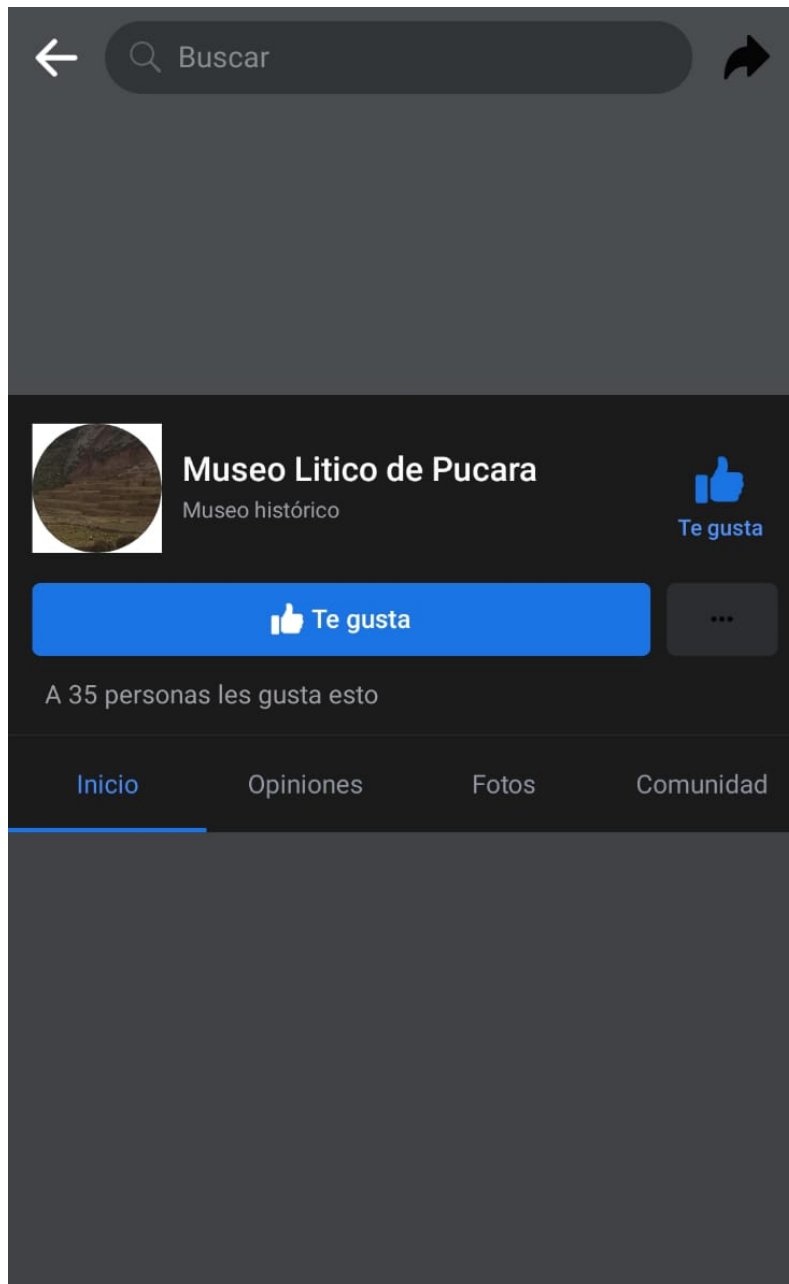 Buscar
Museo Litico de Pucara
Museo histórico
Te gusta
Te gusta
A 35 personas les gusta esto
Inicio Opiniones Fotos Comunidad